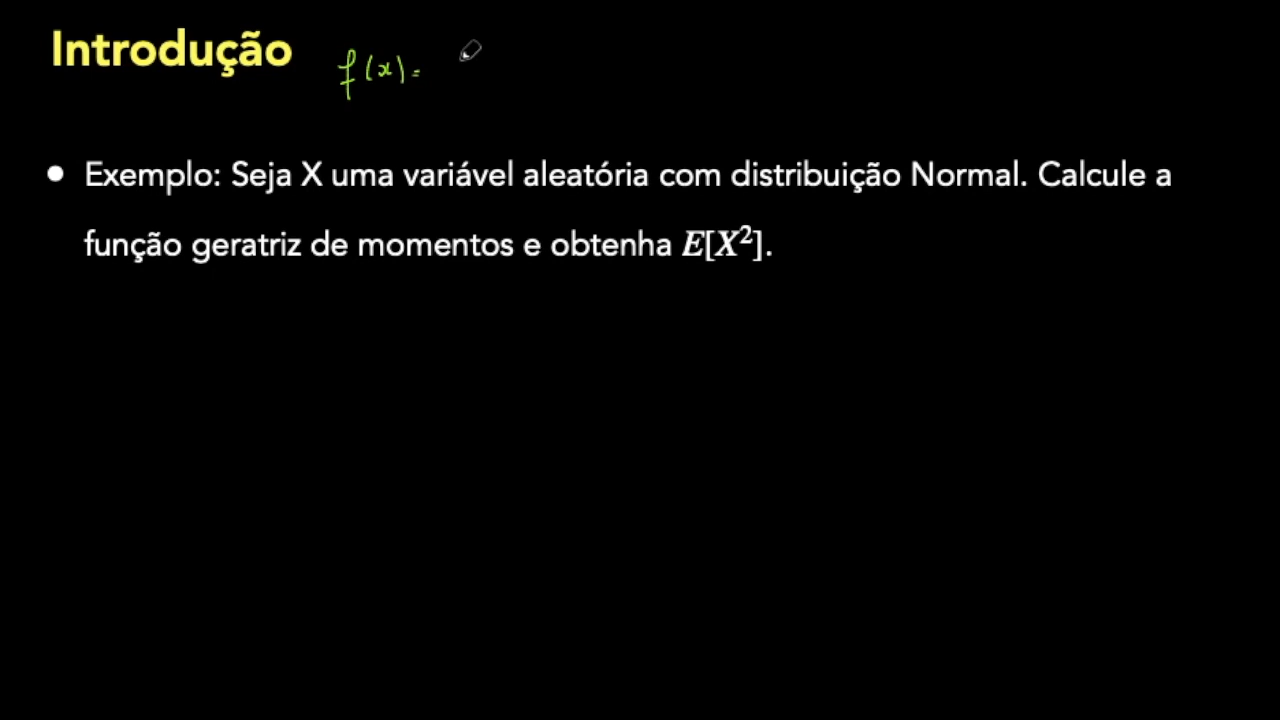 Introdução f(x)=
• Exemplo: Seja X uma variável aleatória com distribuição Normal. Calcule a
função geratriz de momentos e obtenha E[X²].